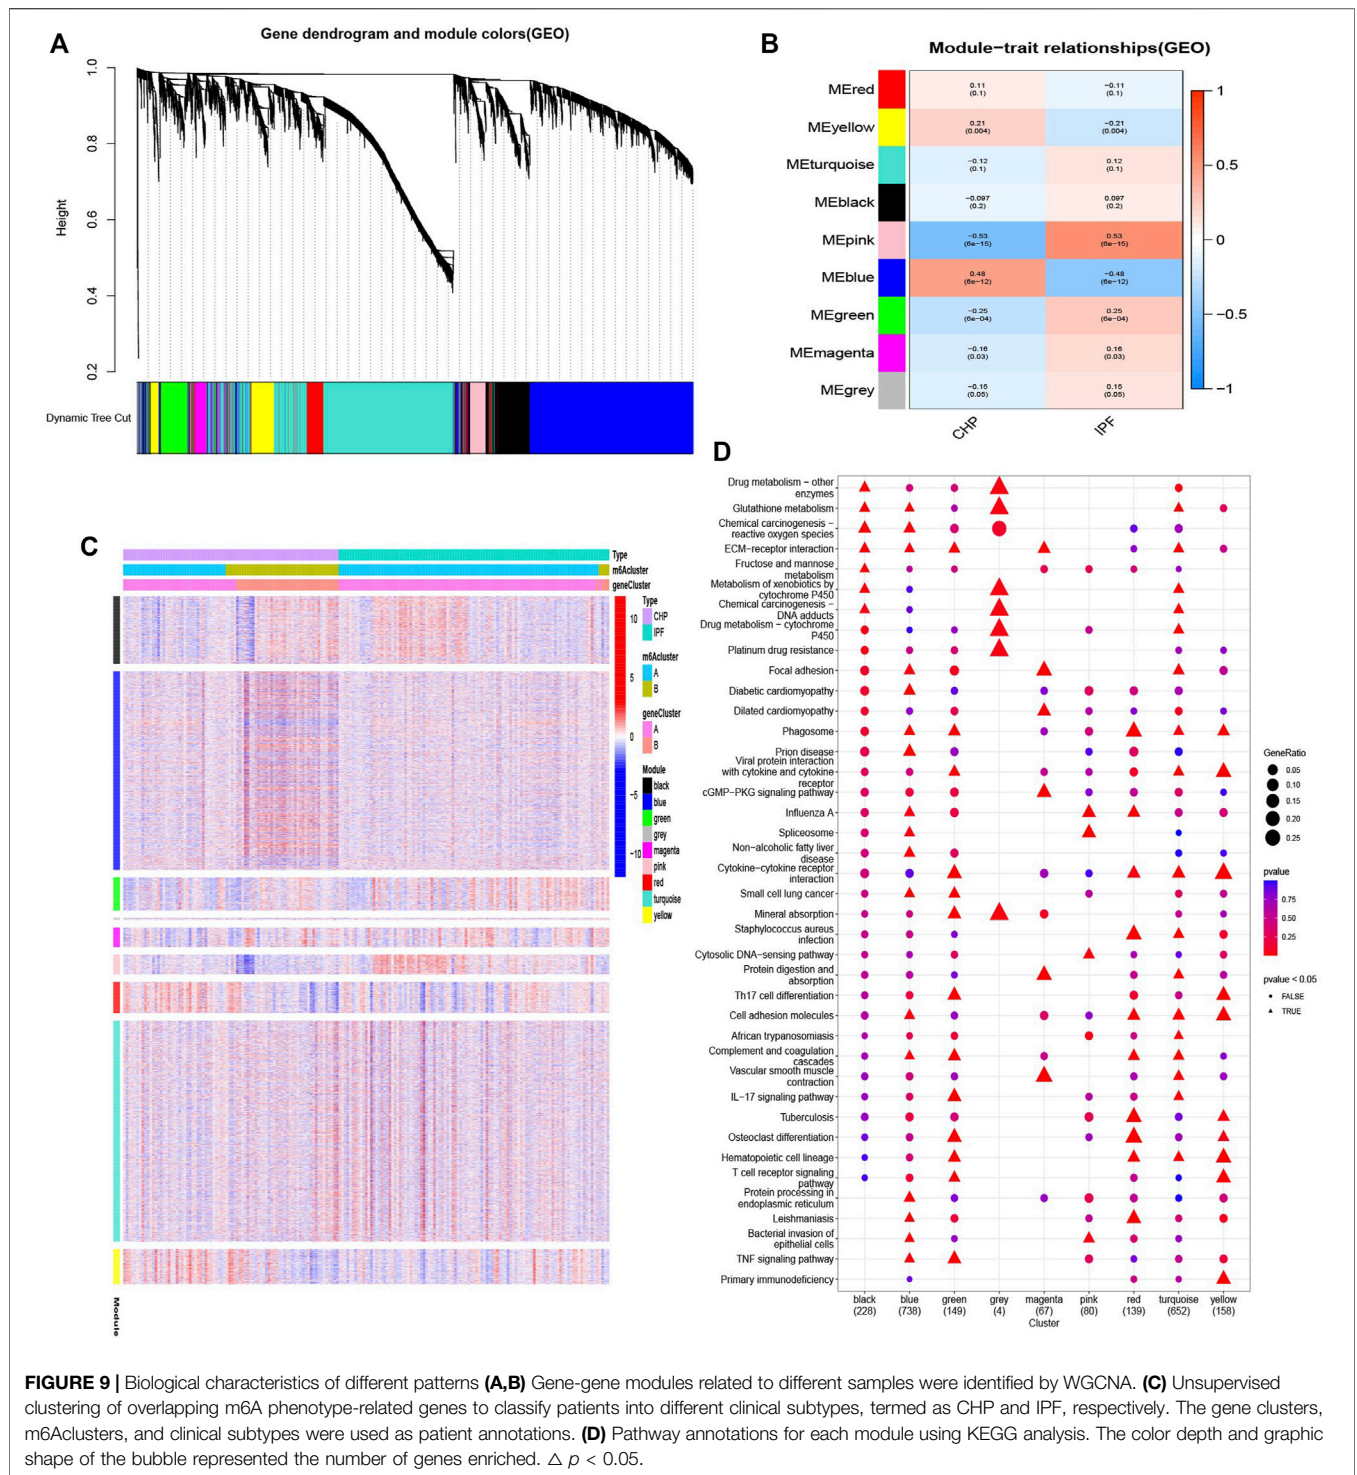 A
Gene dendrogram and module colors(GEO)
Height
1.0
0.8
0.6
0.4
0.2
Dynamic Tree Cut
B
Module-trait relationships(GEO)
MEred
0.11
(0.1)
-0.11
(0.1)
MEyellow
0.21
(0.004)
-0.21
(0.004)
MEturquoise
-0.12
(0.1)
0.12
(0.1)
MEblack
-0.097
(0.2)
0.097
(0.2)
MEpink
-0.53
(6e-15)
0.53
(6e-15)
MEblue
0.48
(6e-12)
-0.48
(6e-12)
MEgreen
-0.25
(6e-04)
0.25
(6e-04)
MEmagenta
-0.16
(0.03)
0.16
(0.03)
MEgrey
-0.15
(0.05)
0.15
(0.05)
CHP
IPF
1
0.5
0
-0.5
-1
C
Type
m6Acluster
geneCluster
10
5
0
-5
-10
Type
CHP
IPF
m6Acluster
A
B
geneCluster
A
B
Module
black
blue
green
grey
magenta
pink
red
turquoise
yellow
Module
D
Drug metabolism - other
enzymes
Glutathione metabolism
Chemical carcinogenesis -
reactive oxygen species
ECM-receptor interaction
Fructose and mannose
metabolism
Metabolism of xenobiotics by
cytochrome P450
Chemical carcinogenesis -
DNA adducts
Drug metabolism - cytochrome
P450
Platinum drug resistance
Focal adhesion
Diabetic cardiomyopathy
Dilated cardiomyopathy
Phagosome
Prion disease
Viral protein interaction
with cytokine and cytokine
receptor
cGMP-PKG signaling pathway
Influenza A
Spliceosome
Non-alcoholic fatty liver
disease
Cytokine-cytokine receptor
interaction
Small cell lung cancer
Mineral absorption
Staphylococcus aureus
infection
Cytosolic DNA-sensing pathway
Protein digestion and
absorption
Th17 cell differentiation
Cell adhesion molecules
African trypanosomiasis
Complement and coagulation
cascades
Vascular smooth muscle
contraction
IL-17 signaling pathway
Tuberculosis
Osteoclast differentiation
Hematopoietic cell lineage
T cell receptor signaling
pathway
Protein processing in
endoplasmic reticulum
Leishmaniasis
Bacterial invasion of
epithelial cells
TNF signaling pathway
Primary immunodeficiency
black blue green grey magenta pink red turquoise yellow
(228) (738) (149) (4) (67) (80) (139) (652) (158)
Cluster
GeneRatio
0.05
0.10
0.15
0.20
0.25
pvalue
0.75
0.50
0.25
pvalue < 0.05
FALSE
TRUE
FIGURE 9 | Biological characteristics of different patterns (A,B) Gene-gene modules related to different samples were identified by WGCNA. (C) Unsupervised
clustering of overlapping m6A phenotype-related genes to classify patients into different clinical subtypes, termed as CHP and IPF, respectively. The gene clusters,
m6Aclusters, and clinical subtypes were used as patient annotations. (D) Pathway annotations for each module using KEGG analysis. The color depth and graphic
shape of the bubble represented the number of genes enriched. △ p < 0.05.